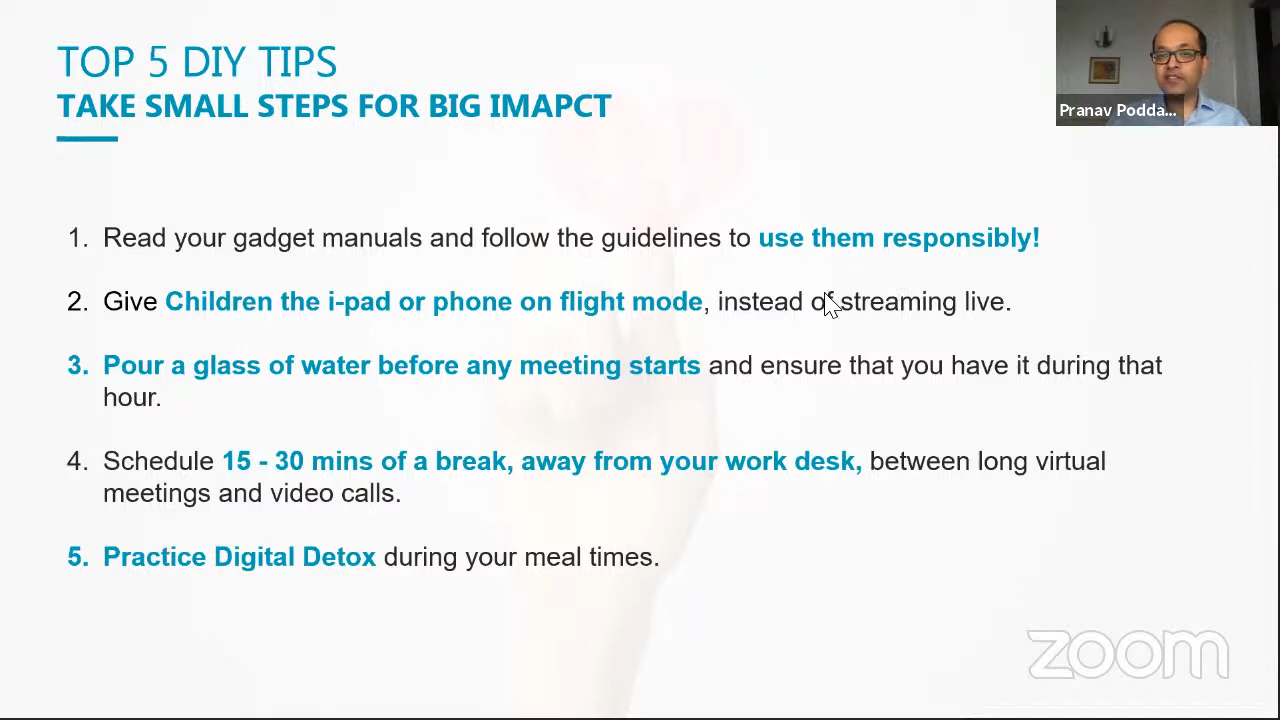 TOP 5 DIY TIPS
TAKE SMALL STEPS FOR BIG IMAPCT
Pranav Podda...
1. Read your gadget manuals and follow the guidelines to use them responsibly!
2. Give Children the i-pad or phone on flight mode, instead of streaming live.
3. Pour a glass of water before any meeting starts and ensure that you have it during that
hour.
4. Schedule 15 - 30 mins of a break, away from your work desk, between long virtual
meetings and video calls.
5. Practice Digital Detox during your meal times.
zoom